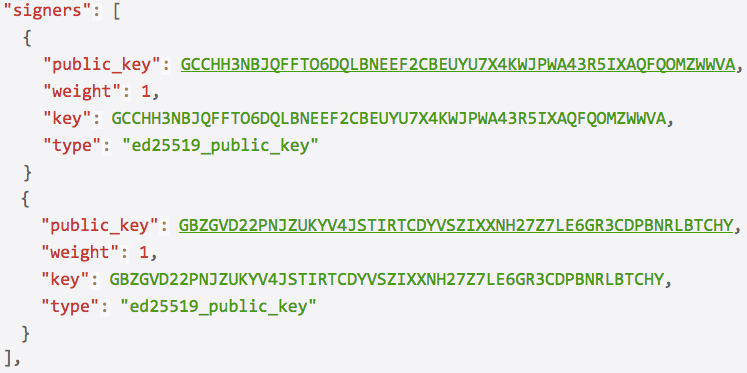 "signers": [
{
"public_key": GCCHH3NBJQFFTO6DQLBNEEF2CBEUYU7X4KWJPWA43R5IXAQFQOMZWWVA,
"weight": 1,
"key": GCCHH3NBJQFFTO6DQLBNEEF2CBEUYU7X4KWJPWA43R5IXAQFQOMZWWVA,
"type": "ed25519_public_key"
}
{
"public_key": GBZGVD22PNJZUKYV4JSTIRTCDYVSZIXXNH27Z7LE6GR3CDPBNRLBTCHY,
"weight": 1,
"key": GBZGVD22PNJZUKYV4JSTIRTCDYVSZIXXNH27Z7LE6GR3CDPBNRLBTCHY,
"type": "ed25519_public_key"
}
],